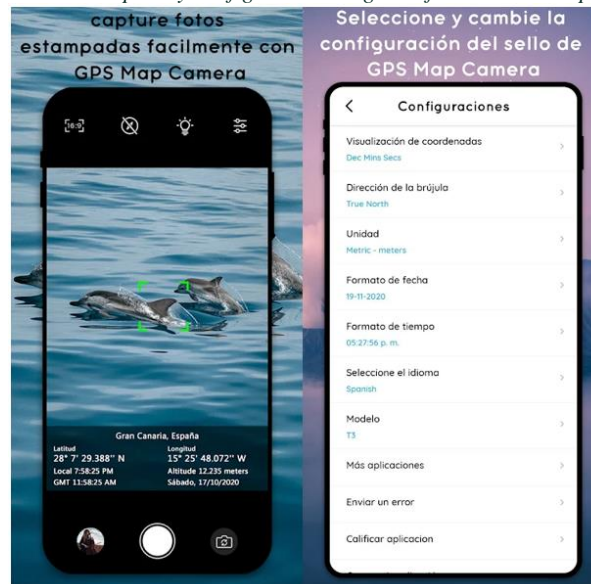 capture fotos
estampadas facilmente con
GPS Map Camera
16:9
Gran Canaria, España
Latitud
28° 7' 29.388'' N
Local 7:58:25 PM
GMT 11:58:25 AM
Longitud
15° 25' 48.072'' W
Altitude 12.235 meters
Sábado, 17/10/2020
Seleccione y cambie la
configuración del sello de
GPS Map Camera
Configuraciones
Visualización de coordenadas
Dec Mins Secs
Dirección de la brújula
True North
Unidad
Metric - meters
Formato de fecha
19-11-2020
Formato de tiempo
05:27:56 p. m.
Seleccione el idioma
Spanish
Modelo
T3
Más aplicaciones
Enviar un error
Calificar aplicacion